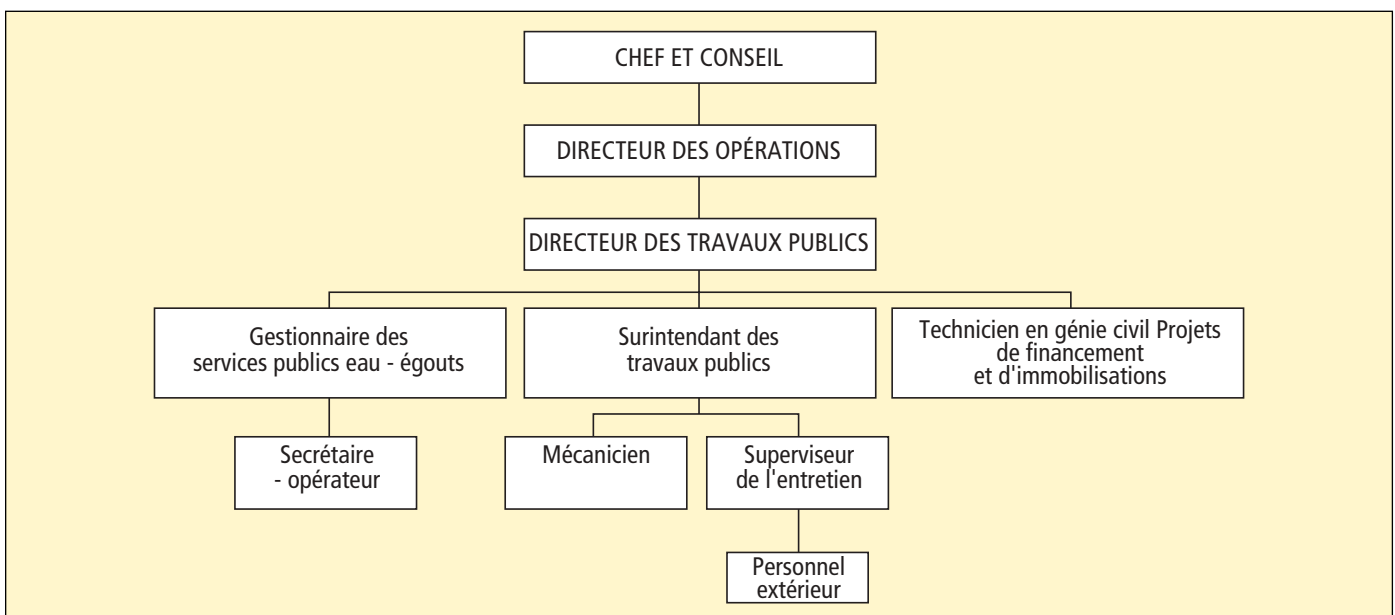 CHEF ET CONSEIL
DIRECTEUR DES OPÉRATIONS
DIRECTEUR DES TRAVAUX PUBLICS
Gestionnaire des
services publics eau - égouts
Surintendant des
travaux publics
Technicien en génie civil Projets
de financement
et d'immobilisations
Secrétaire
- opérateur
Mécanicien
Superviseur
de l'entretien
Personnel
extérieur